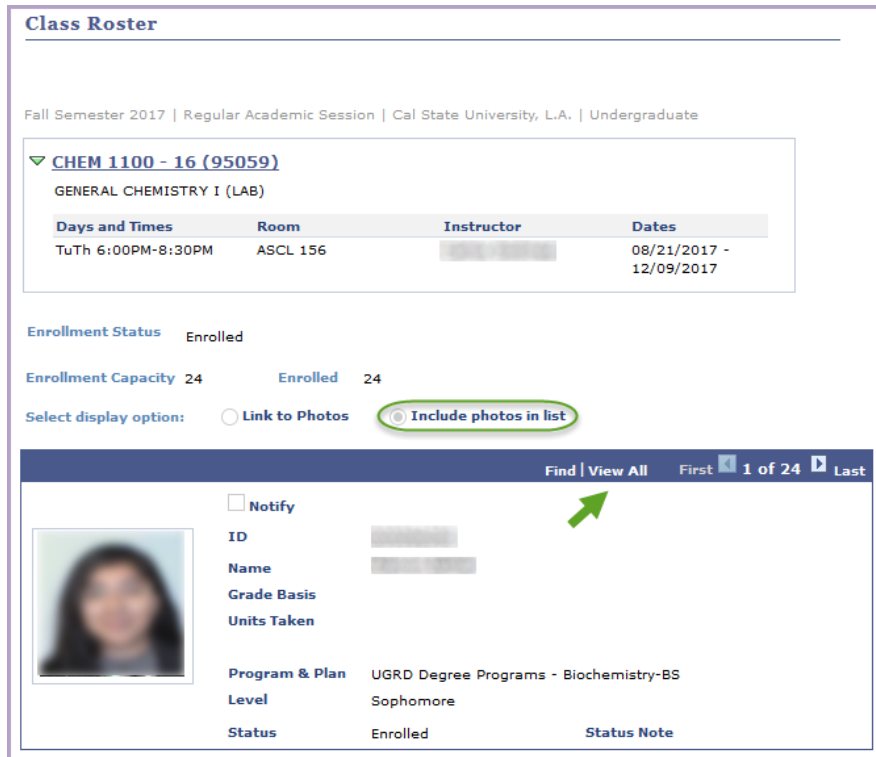 Class Roster
Fall Semester 2017 | Regular Academic Session | Cal State University, L.A. | Undergraduate
CHEM 1100 - 16 (95059)
GENERAL CHEMISTRY I (LAB)
Days and Times Room Instructor Dates
TuTh 6:00PM-8:30PM ASCL 156 08/21/2017 -
12/09/2017
Enrollment Status Enrolled
Enrollment Capacity 24 Enrolled 24
Select display option: Link to Photos Include photos in list
Find | View All First 1 of 24 Last
Notify
ID
Name
Grade Basis
Units Taken
Program & Plan UGRD Degree Programs - Biochemistry-BS
Level Sophomore
Status Enrolled Status Note